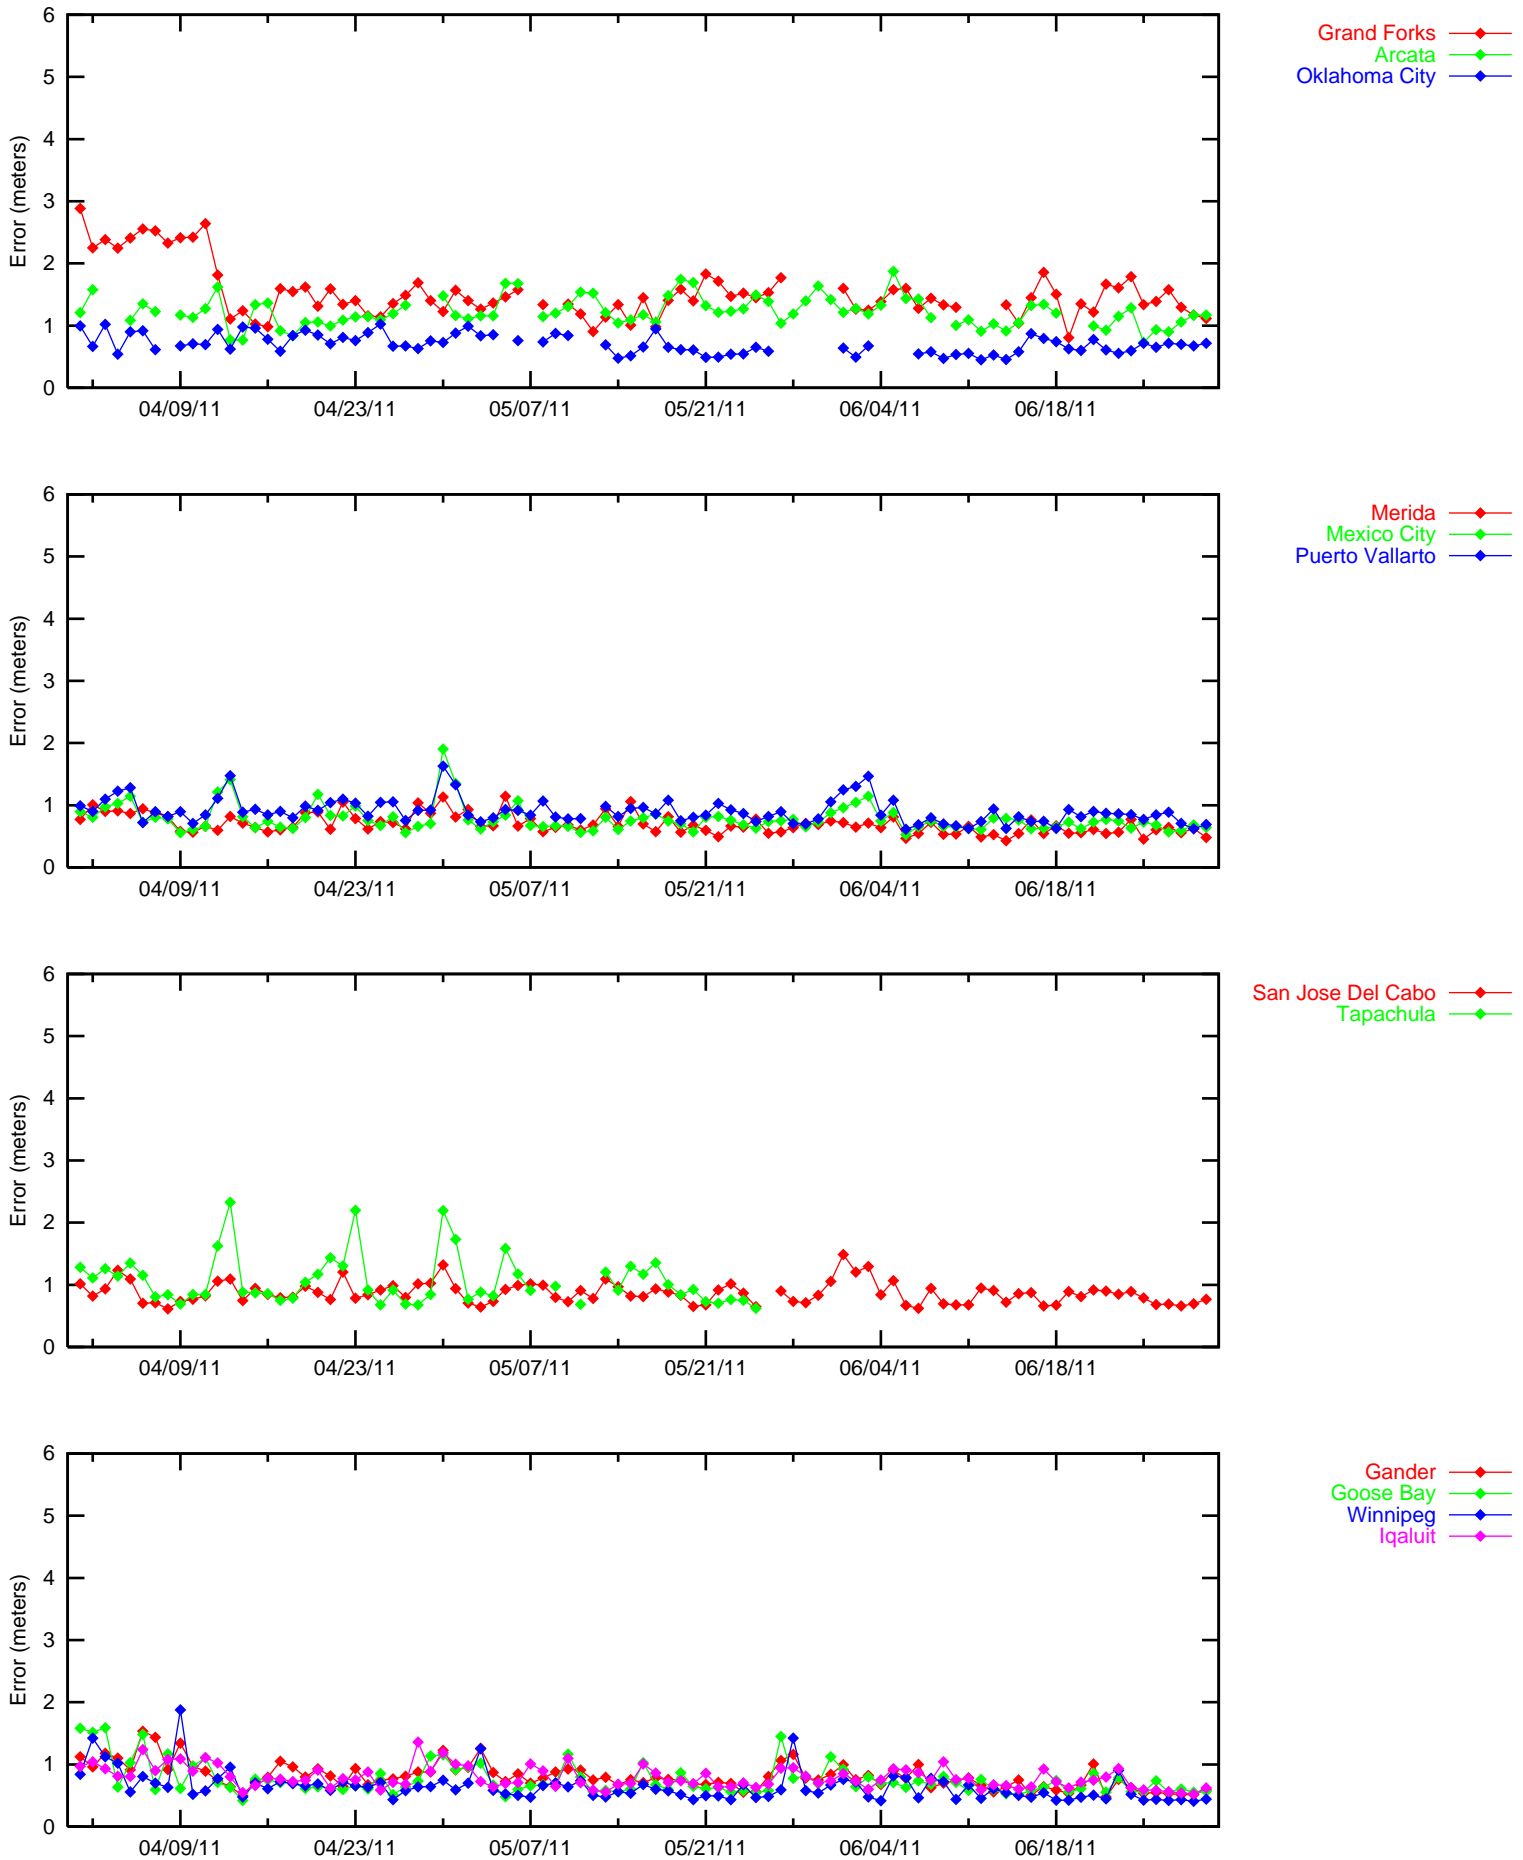 6
5
4
3
2
1
0
Error (meters)
04/09/11 04/23/11 05/07/11 05/21/11 06/04/11 06/18/11
Grand Forks
Arcata
Oklahoma City
6
5
4
3
2
1
0
Error (meters)
04/09/11 04/23/11 05/07/11 05/21/11 06/04/11 06/18/11
Merida
Mexico City
Puerto Vallarto
6
5
4
3
2
1
0
Error (meters)
04/09/11 04/23/11 05/07/11 05/21/11 06/04/11 06/18/11
San Jose Del Cabo
Tapachula
6
5
4
3
2
1
0
Error (meters)
04/09/11 04/23/11 05/07/11 05/21/11 06/04/11 06/18/11
Gander
Goose Bay
Winnipeg
Iqaluit